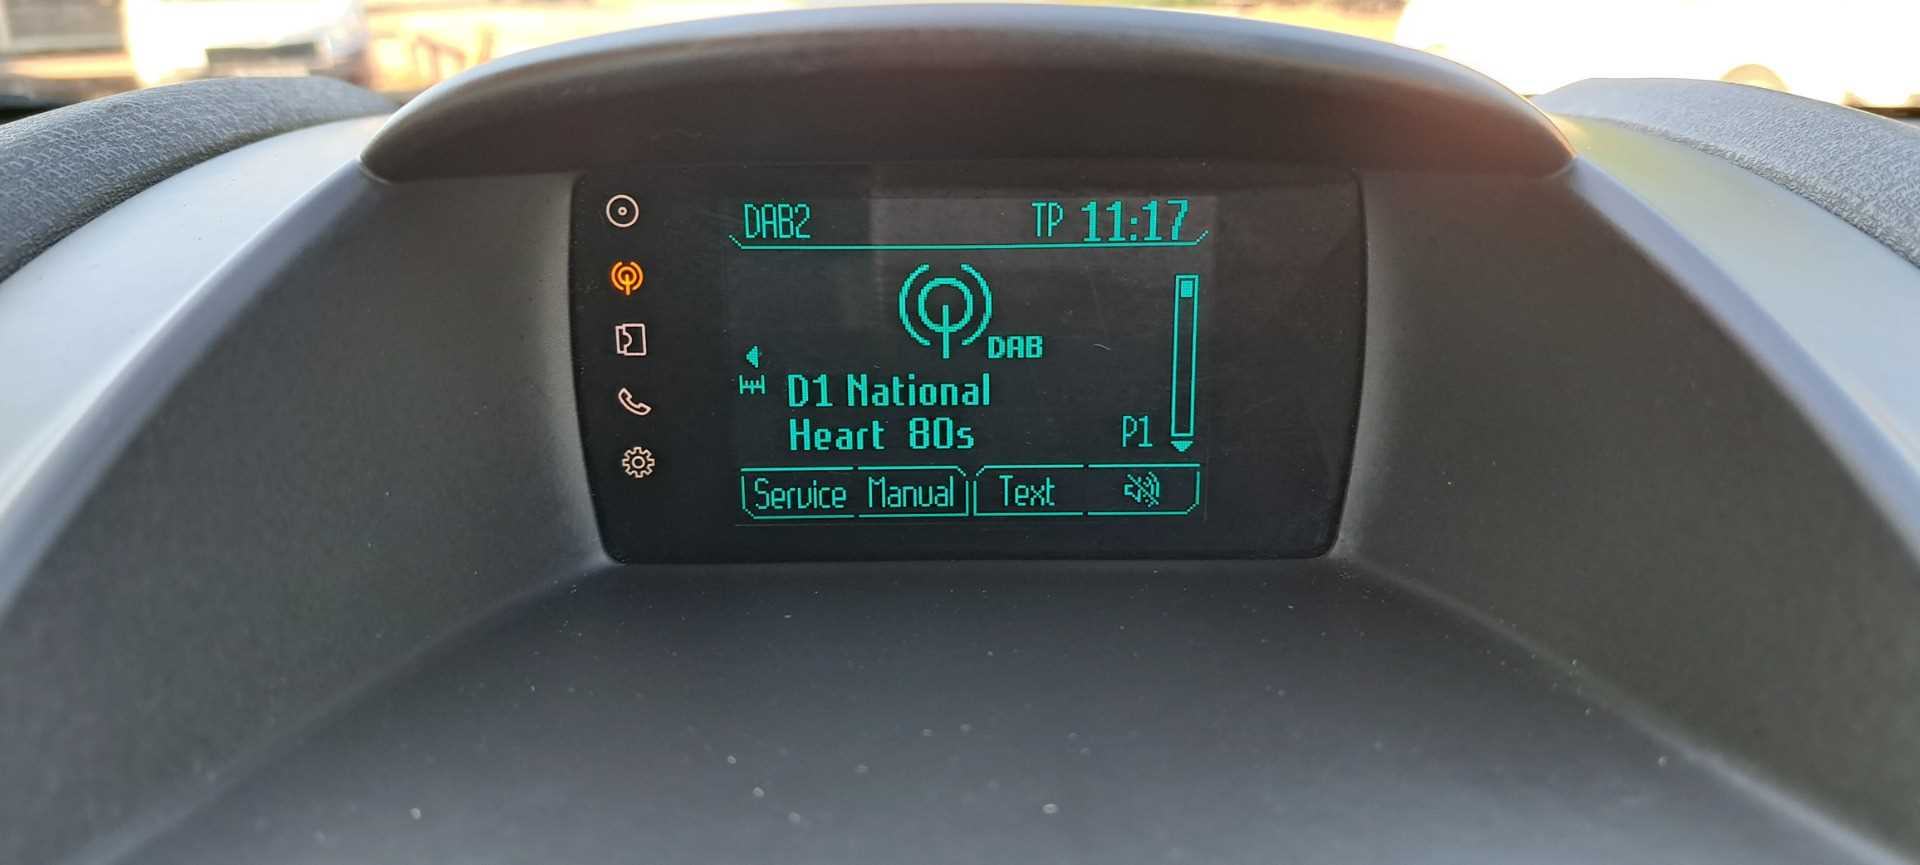 DAB2 TP 11:17
DAB
D1 National
Heart 80s P1
Service Manual Text